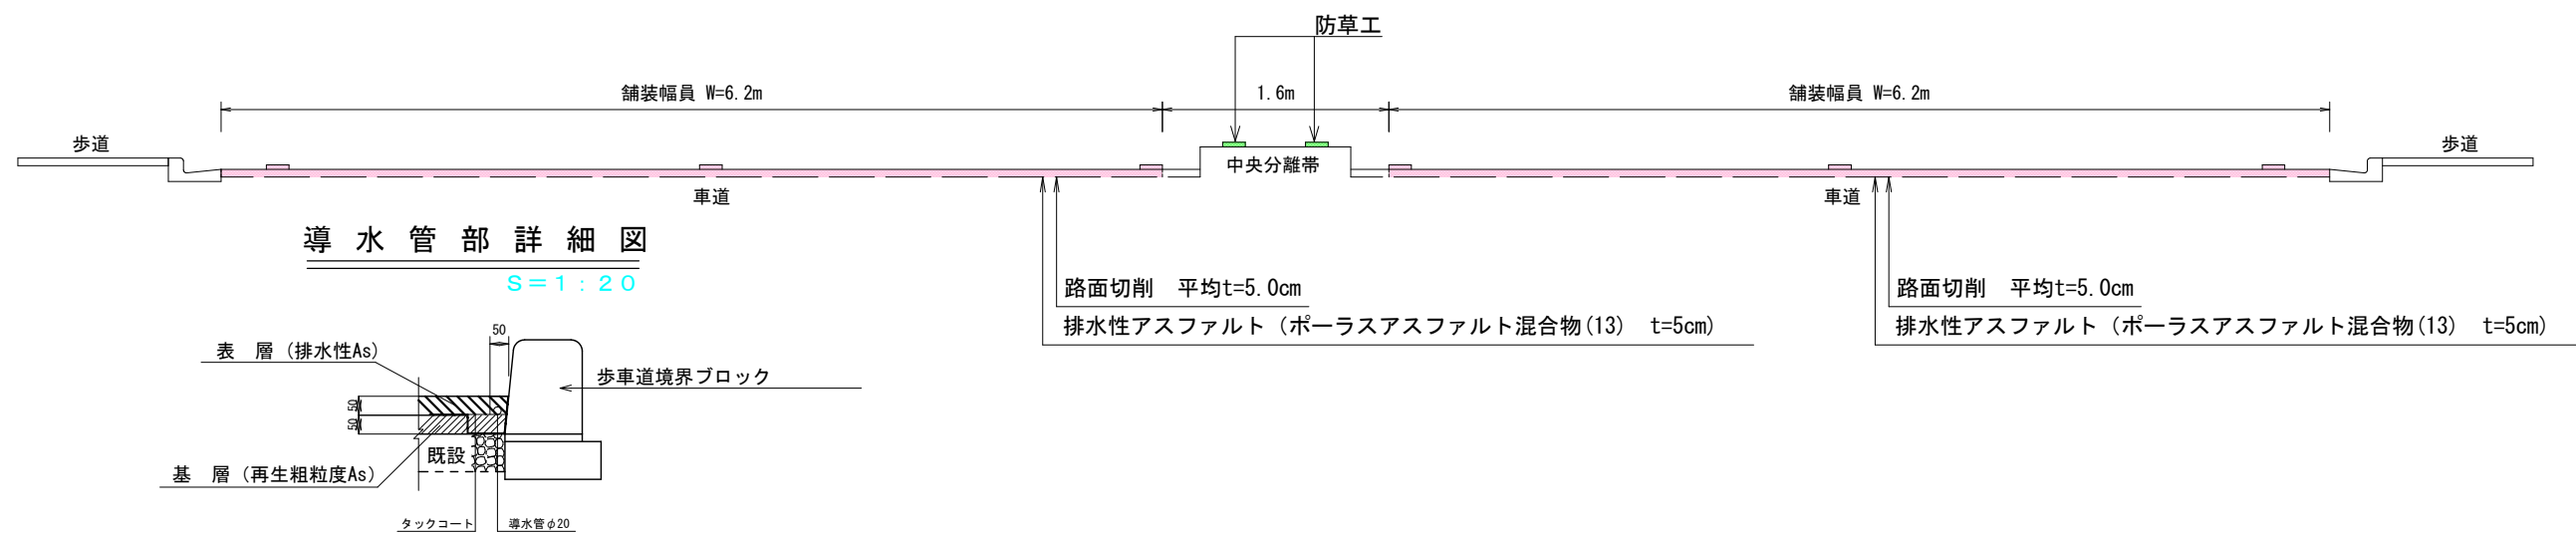 防草工
舗装幅員 W=6.2m
1.6m
舗装幅員 W=6.2m
歩道
中央分離帯
歩道
車道
車道
導水管部詳細図
S=1:20
路面切削 平均t=5.0cm
排水性アスファルト（ポーラスアスファルト混合物(13) t=5cm）
路面切削 平均t=5.0cm
排水性アスファルト（ポーラスアスファルト混合物(13) t=5cm）
50
表 層（排水性As）
歩車道境界ブロック
50
50
既設
基 層（再生粗粒度As）
タックコート
導水管φ20